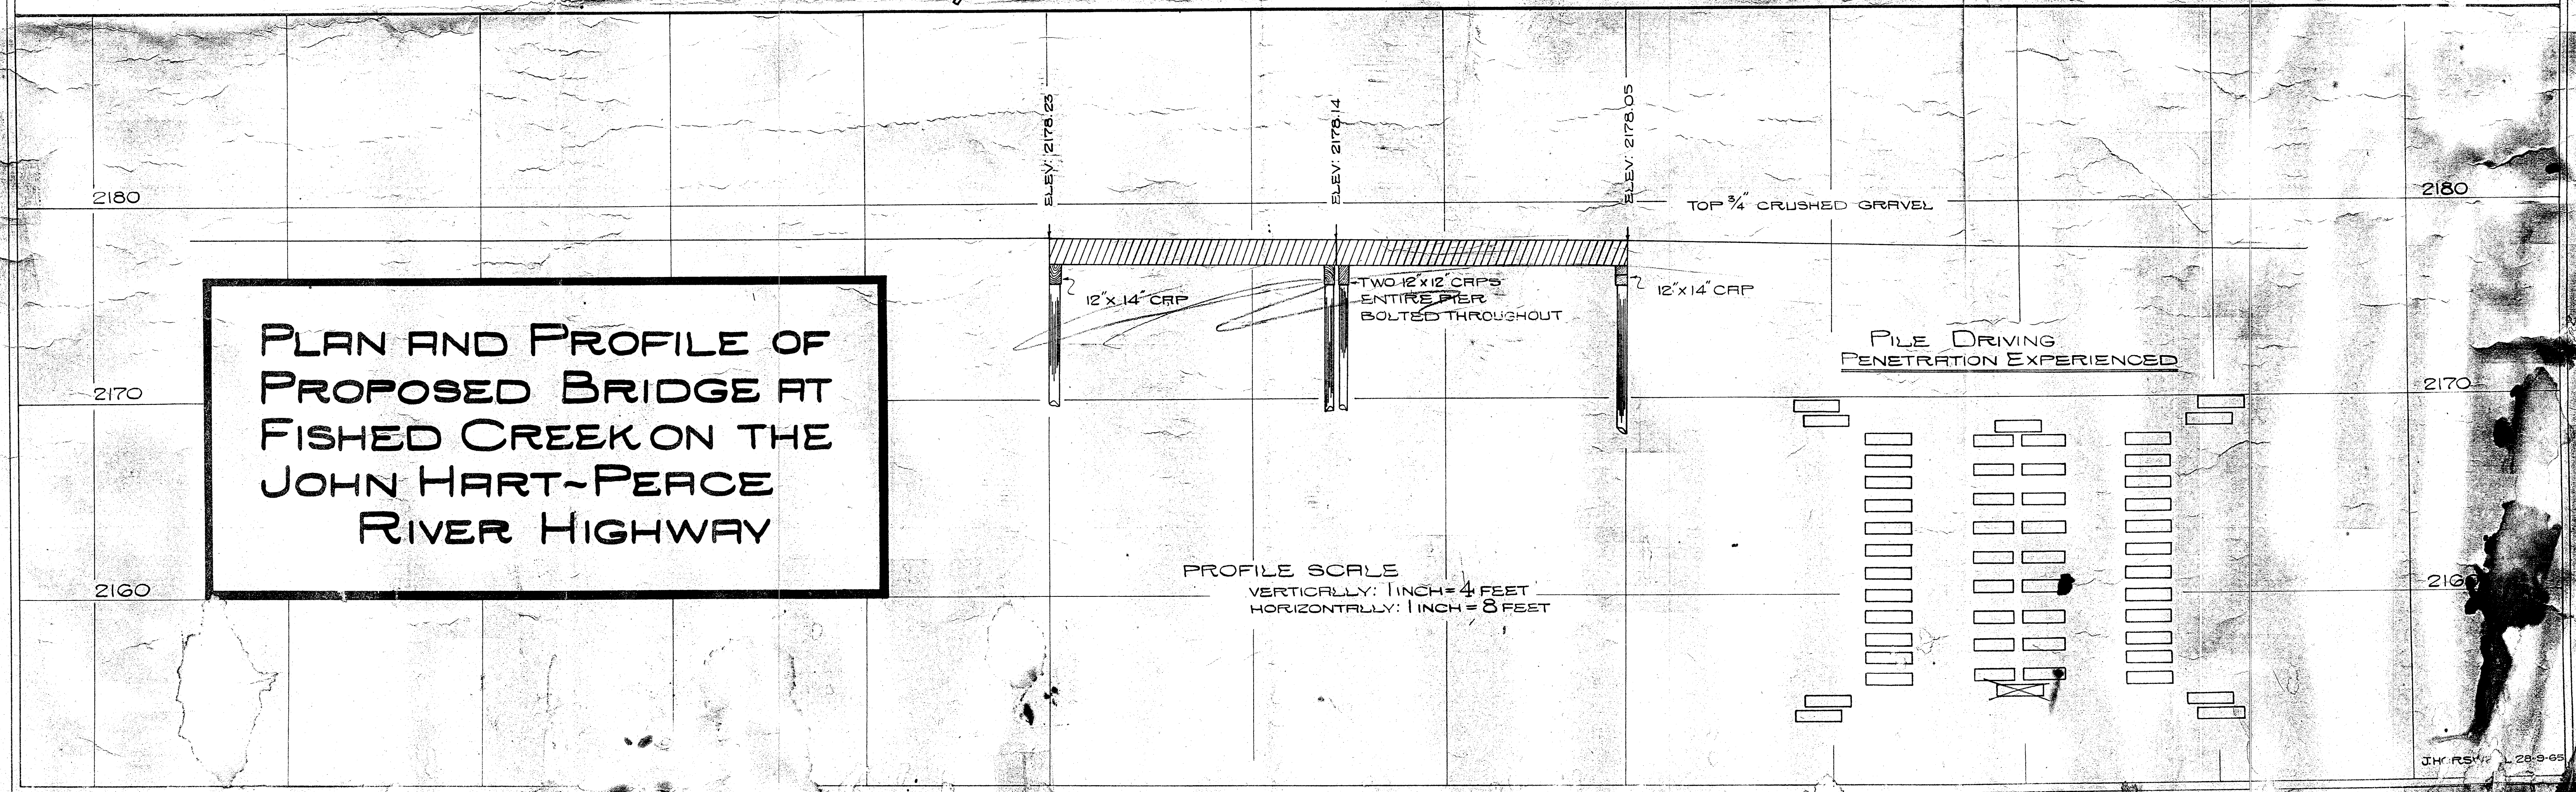 ELEV: 2178.23
ELEV: 2178.14
ELEV: 2178.05
2180
2180
TOP 3/4" CRUSHED GRAVEL
12"x 14" CAP
TWO 12"x12" CAPS
ENTIRE PIER
BOLTED THROUGHOUT
12"x14" CAP
PLAN AND PROFILE OF
PROPOSED BRIDGE AT
FISHED CREEK ON THE
JOHN HART~PEACE
RIVER HIGHWAY
PILE DRIVING
PENETRATION EXPERIENCED
2170
2170
2160
PROFILE SCALE
VERTICALLY: 1 INCH = 4 FEET
HORIZONTALLY: 1 INCH = 8 FEET
28-9-65